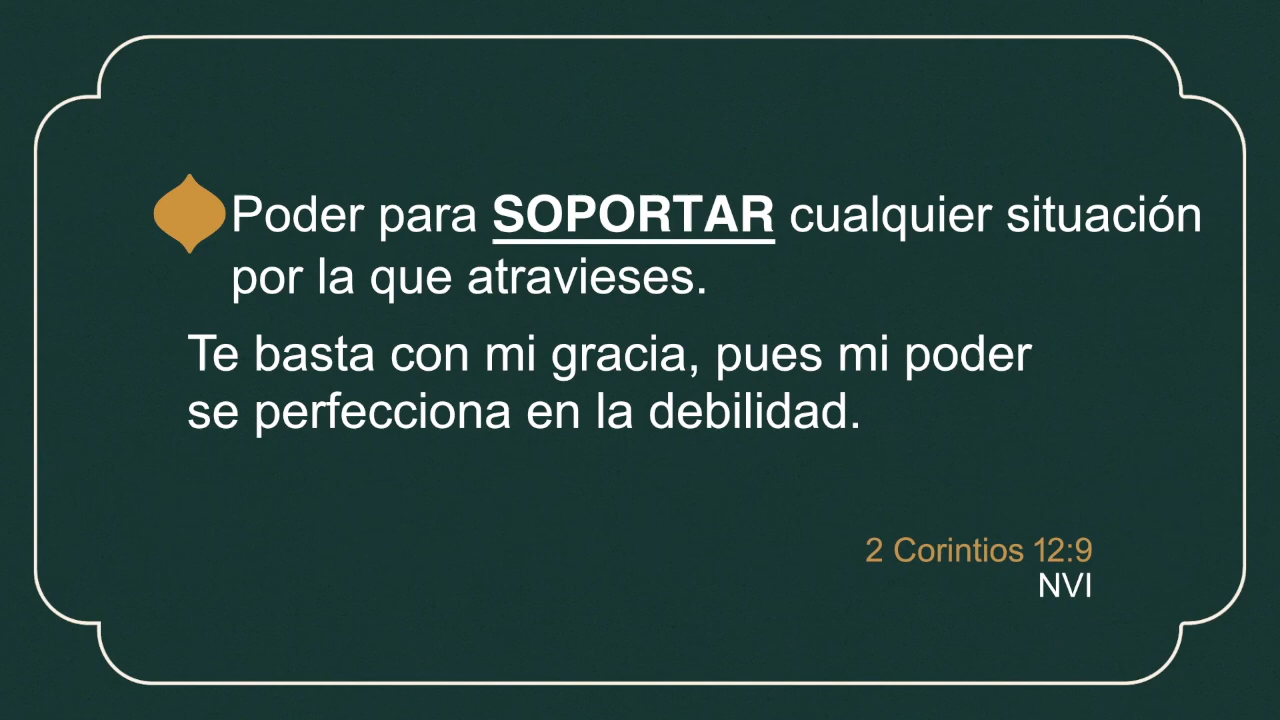 Poder para SOPORTAR cualquier situación
por la que atravieses.
Te basta con mi gracia, pues mi poder
se perfecciona en la debilidad.
2 Corintios 12:9
NVI